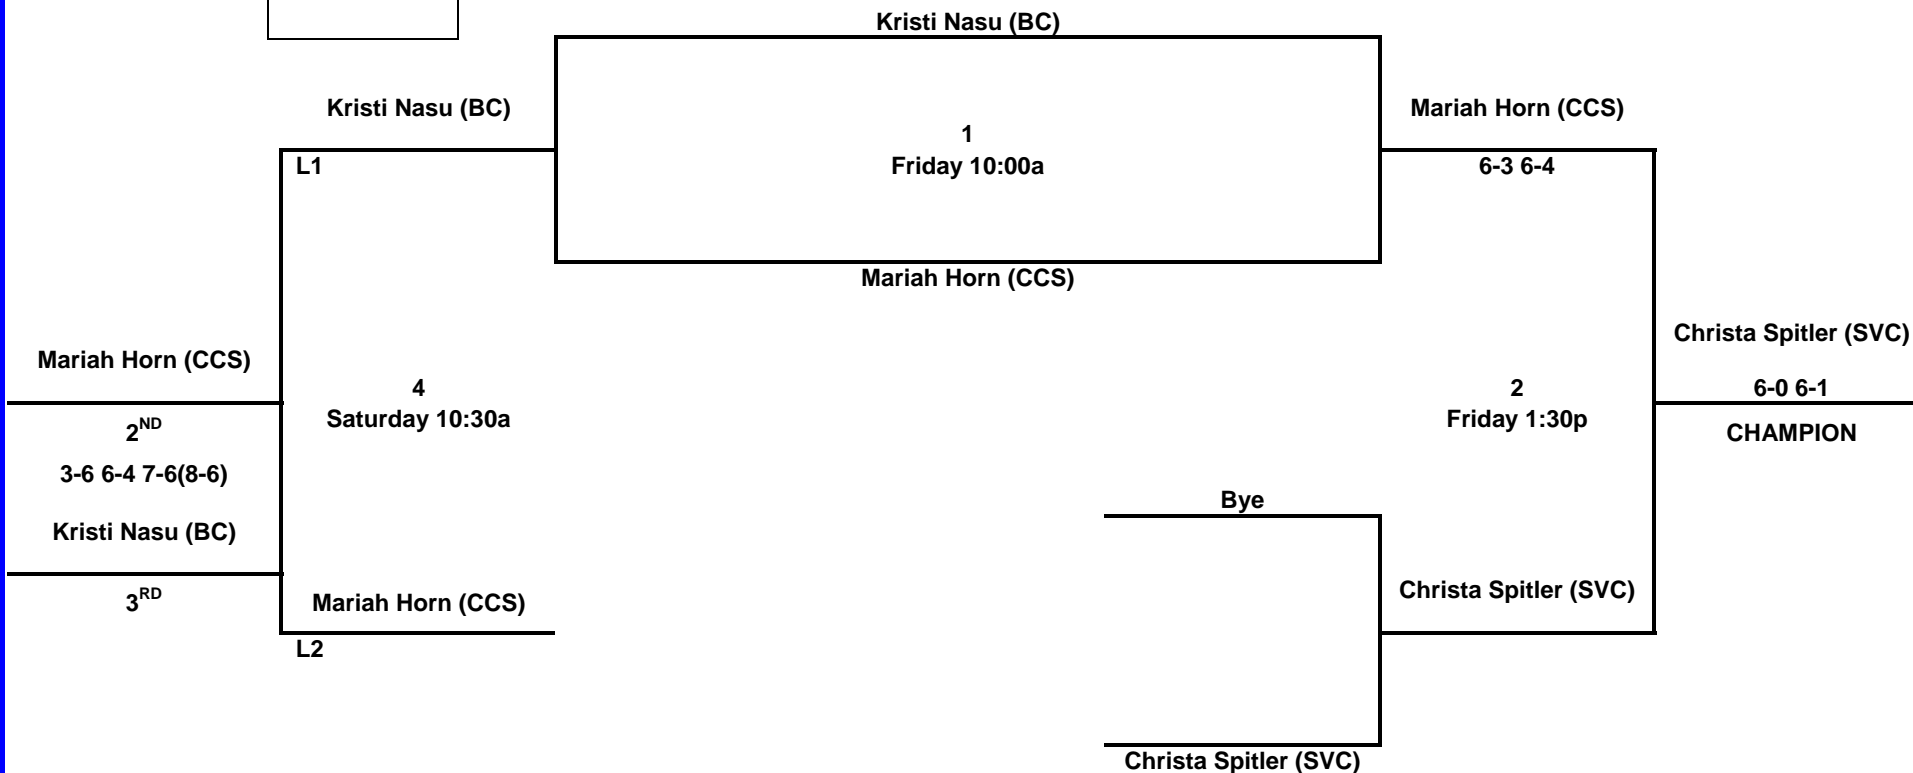 Kristi Nasu (BC)
Kristi Nasu (BC)
Mariah Horn (CCS)
1
L1
Friday 10:00a
6-3 6-4
Mariah Horn (CCS)
Christa Spitler (SVC)
Mariah Horn (CCS)
4
2
6-0 6-1
Saturday 10:30a
Friday 1:30p
2ND
CHAMPION
3-6 6-4 7-6(8-6)
Bye
Kristi Nasu (BC)
Christa Spitler (SVC)
3RD
Mariah Horn (CCS)
L2
Christa Spitler (SVC)